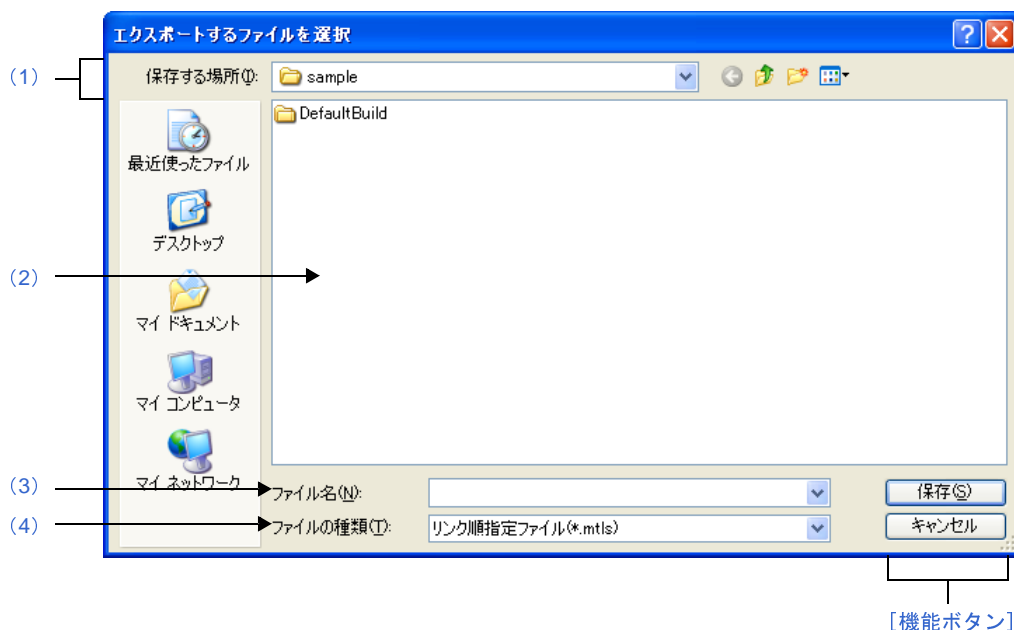 エクスポートするファイルを選択
(1)
保存する場所(I):
sample
DefaultBuild
最近使ったファイル
デスクトップ
(2)
マイ ドキュメント
マイ コンピュータ
マイ ネットワーク
(3)
ファイル名(N):
保存(S)
(4)
ファイルの種類(T):
リンク順指定ファイル(*.mtls)
キャンセル
[機能ボタン]